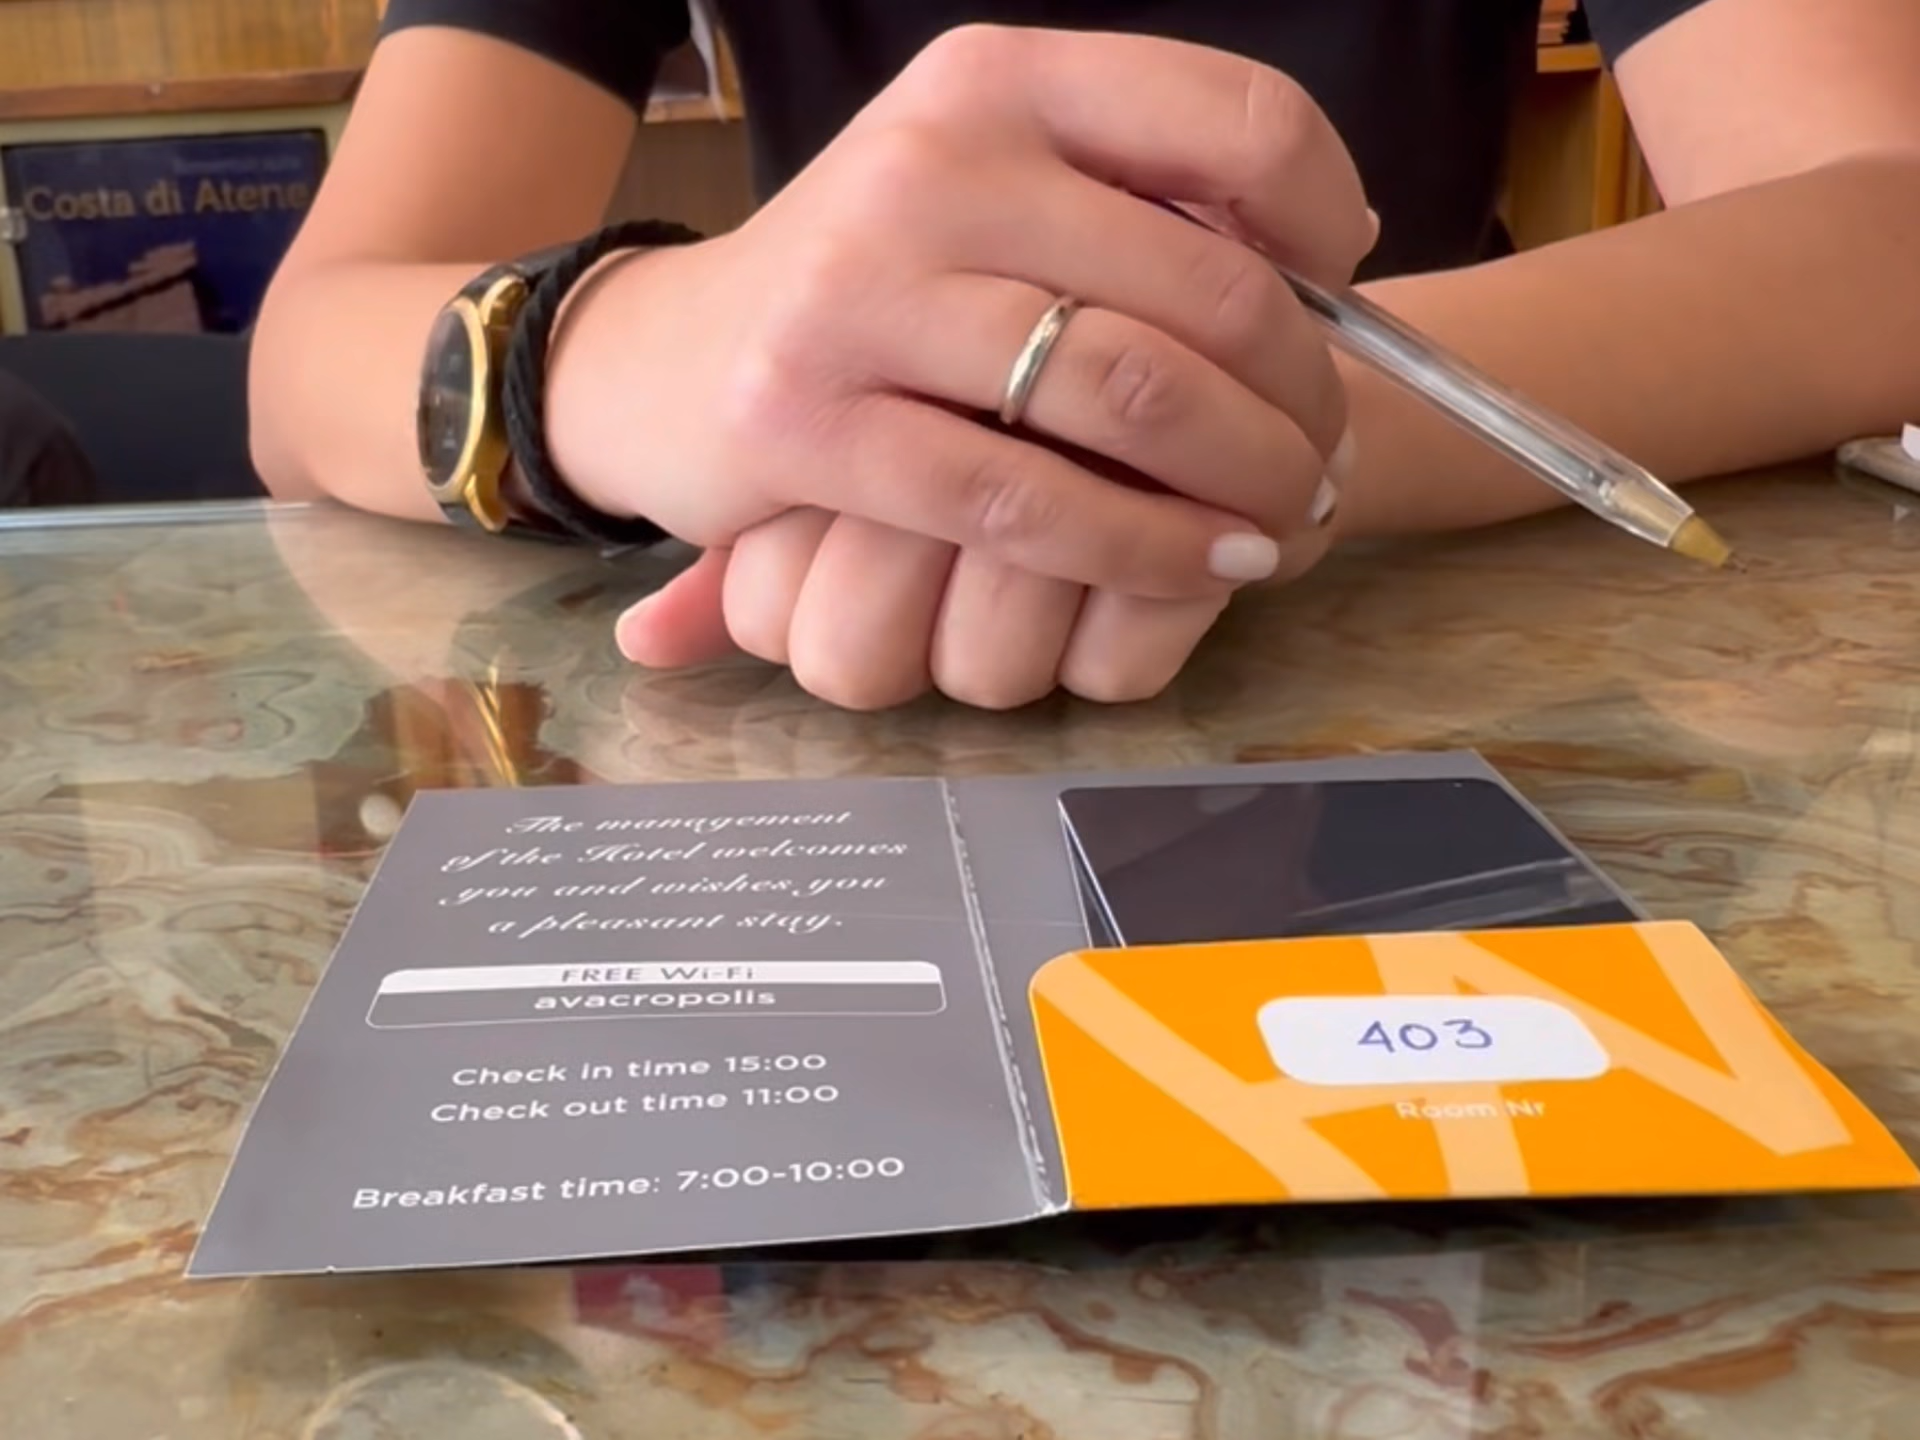 Costa di Atene
The management
of the Hotel welcomes
you and wishes you
a pleasant stay.
FREE Wi-Fi
avacropolis
Check in time 15:00
Check out time 11:00
Breakfast time: 7:00-10:00
403
Room Nr